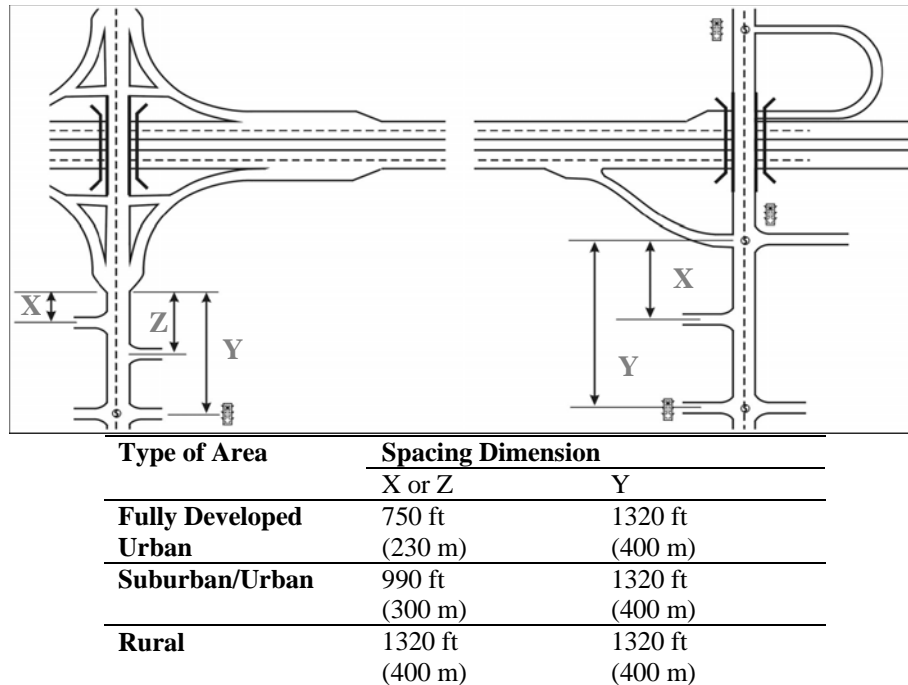 X
Z
Y
X
Y
Type of Area Spacing Dimension
X or Z Y
Fully Developed 750 ft 1320 ft
Urban (230 m) (400 m)
Suburban/Urban 990 ft 1320 ft
(300 m) (400 m)
Rural 1320 ft 1320 ft
(400 m) (400 m)